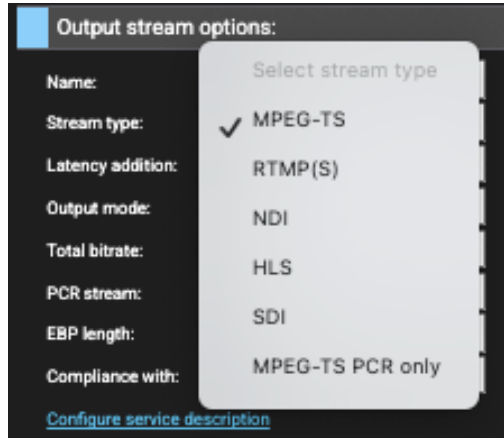 Output stream options:
Select stream type
Name:
Stream type:
MPEG-TS
Latency addition:
RTMP(S)
Output mode:
NDI
Total bitrate:
HLS
PCR stream:
SDI
EBP length:
MPEG-TS PCR only
Compliance with:
Configure service description